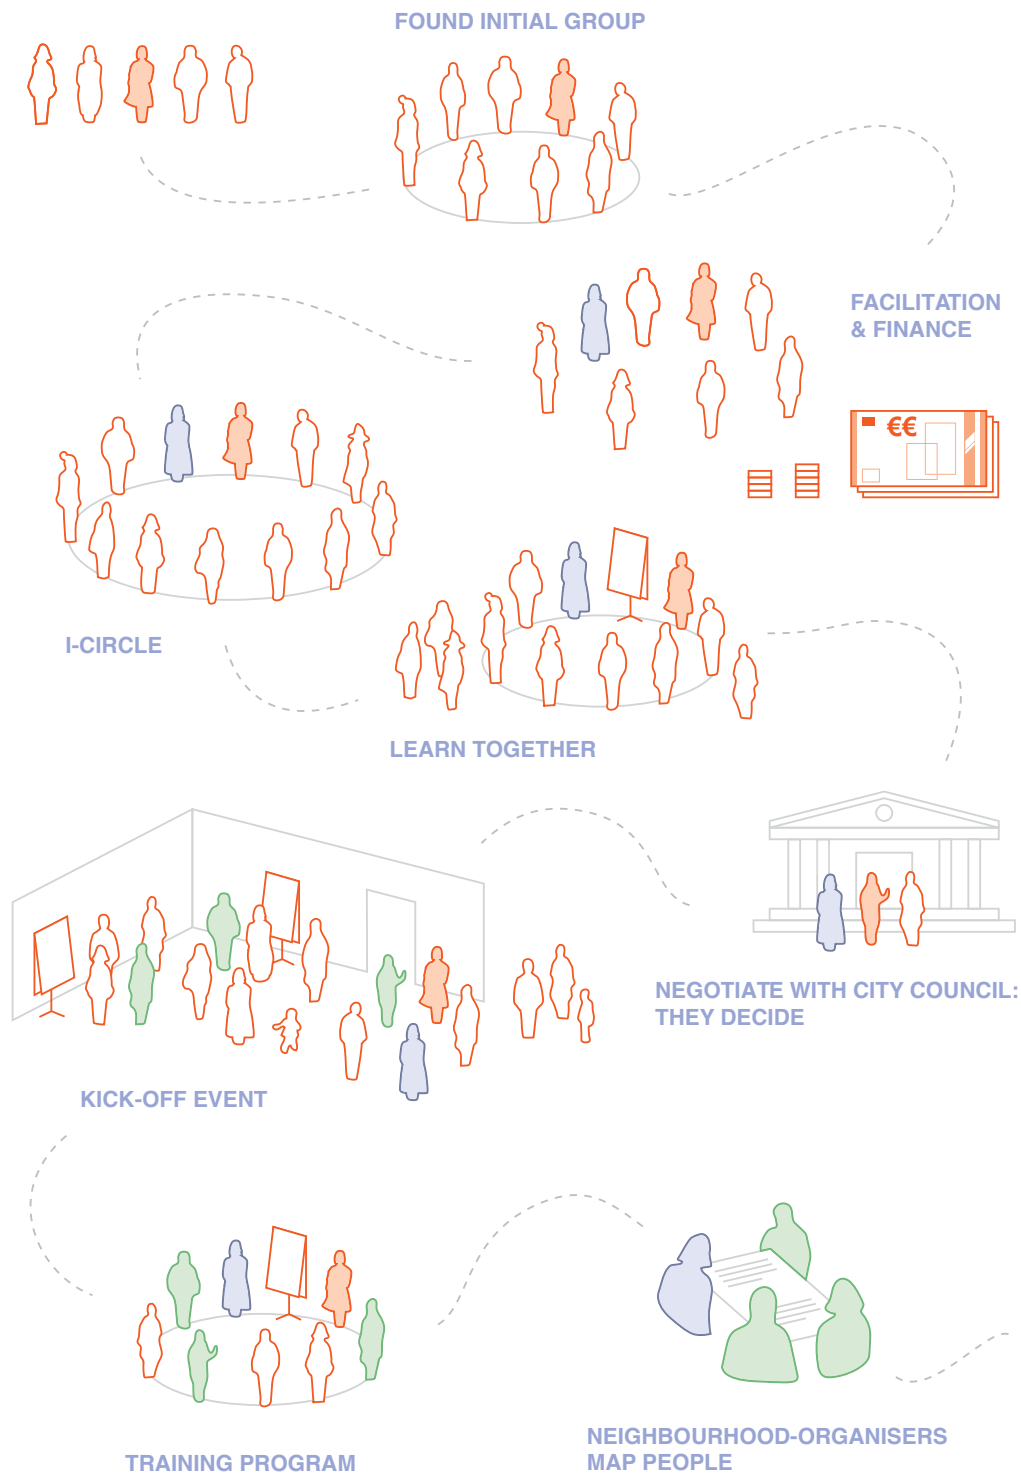 FOUND INITIAL GROUP
FACILITATION
& FINANCE
€€
I-CIRCLE
LEARN TOGETHER
NEGOTIATE WITH CITY COUNCIL:
THEY DECIDE
KICK-OFF EVENT
TRAINING PROGRAM
NEIGHBOURHOOD-ORGANISERS
MAP PEOPLE